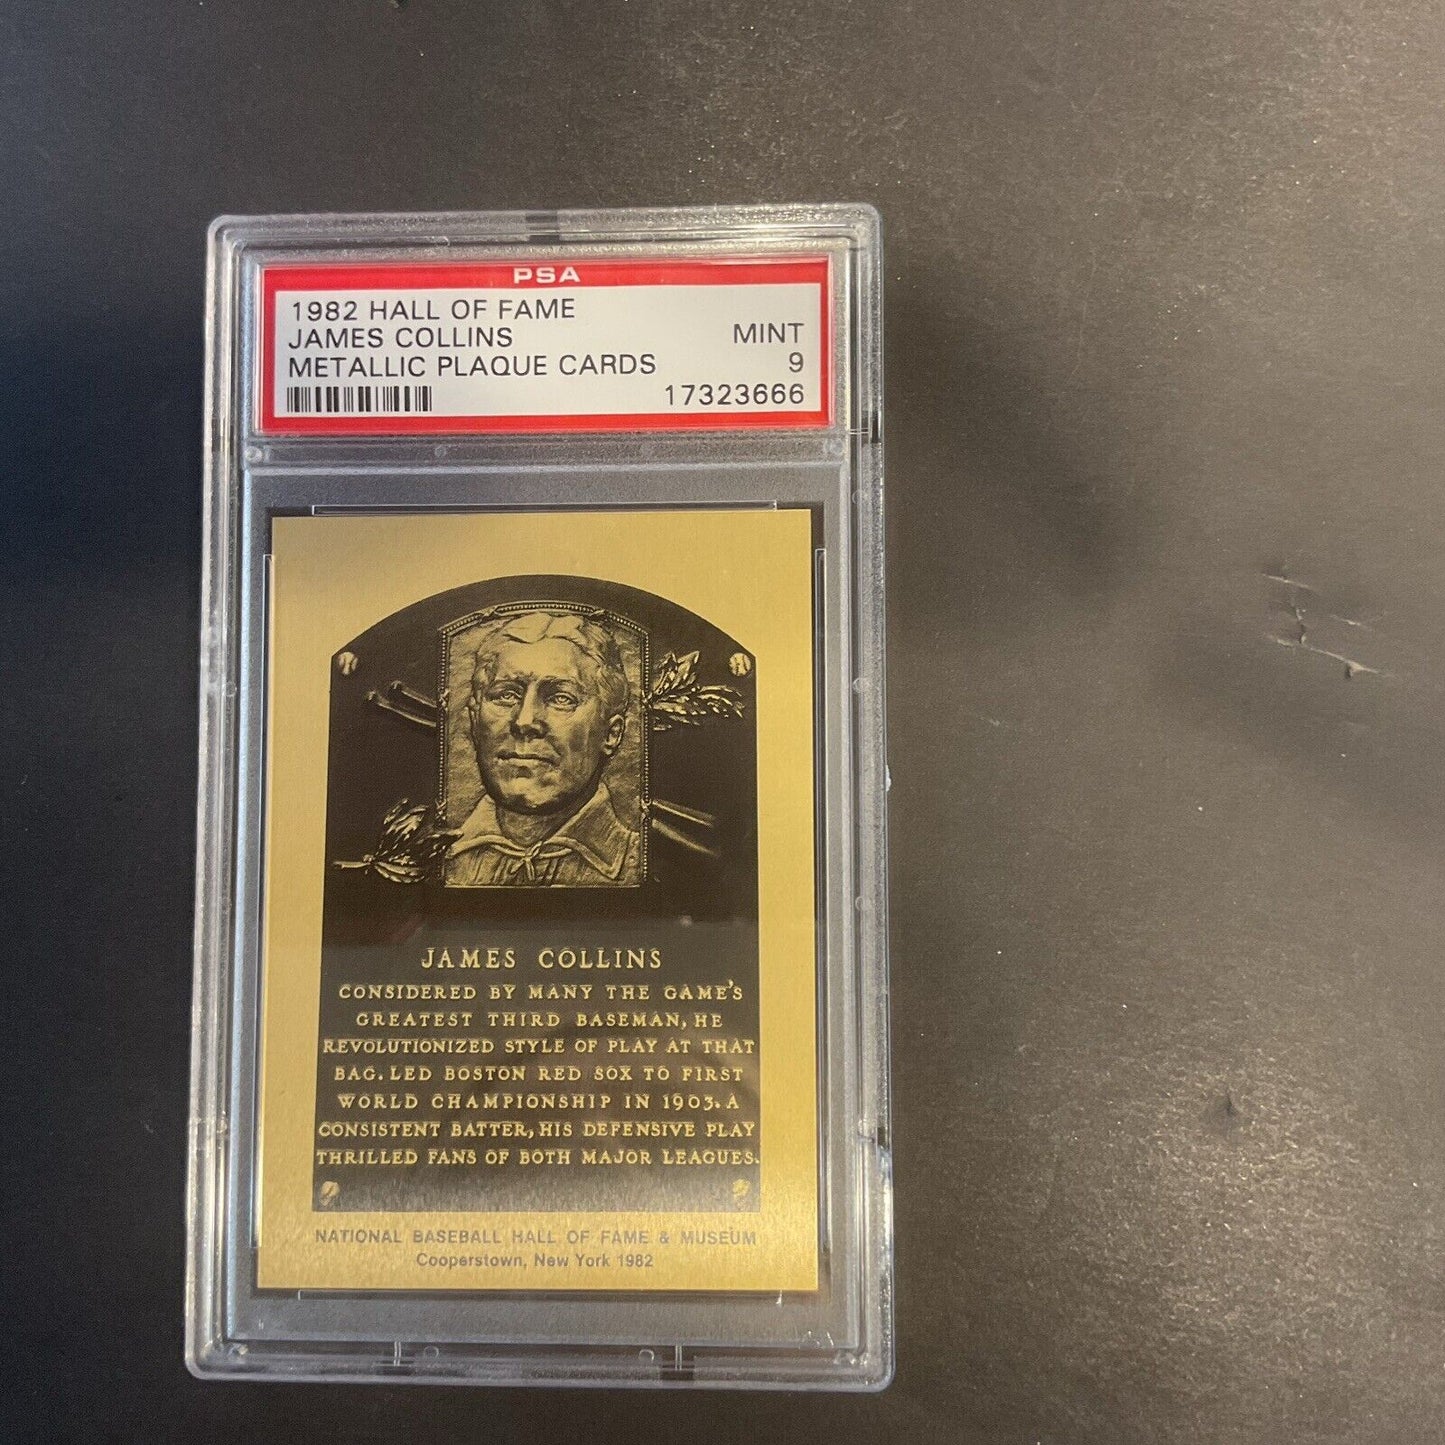 PSA
1982 HALL OF FAME
JAMES COLLINS MINT
METALLIC PLAQUE CARDS 9
17323666
JAMES COLLINS
CONSIDERED BY MANY THE GAME'S
GREATEST THIRD BASEMAN, HE
REVOLUTIONIZED STYLE OF PLAY AT THAT
BAG. LED BOSTON RED SOX TO FIRST
WORLD CHAMPIONSHIP IN 1903. A
CONSISTENT BATTER, HIS DEFENSIVE PLAY
THRILLED FANS OF BOTH MAJOR LEAGUES.
NATIONAL BASEBALL HALL OF FAME & MUSEUM
Cooperstown, New York 1982